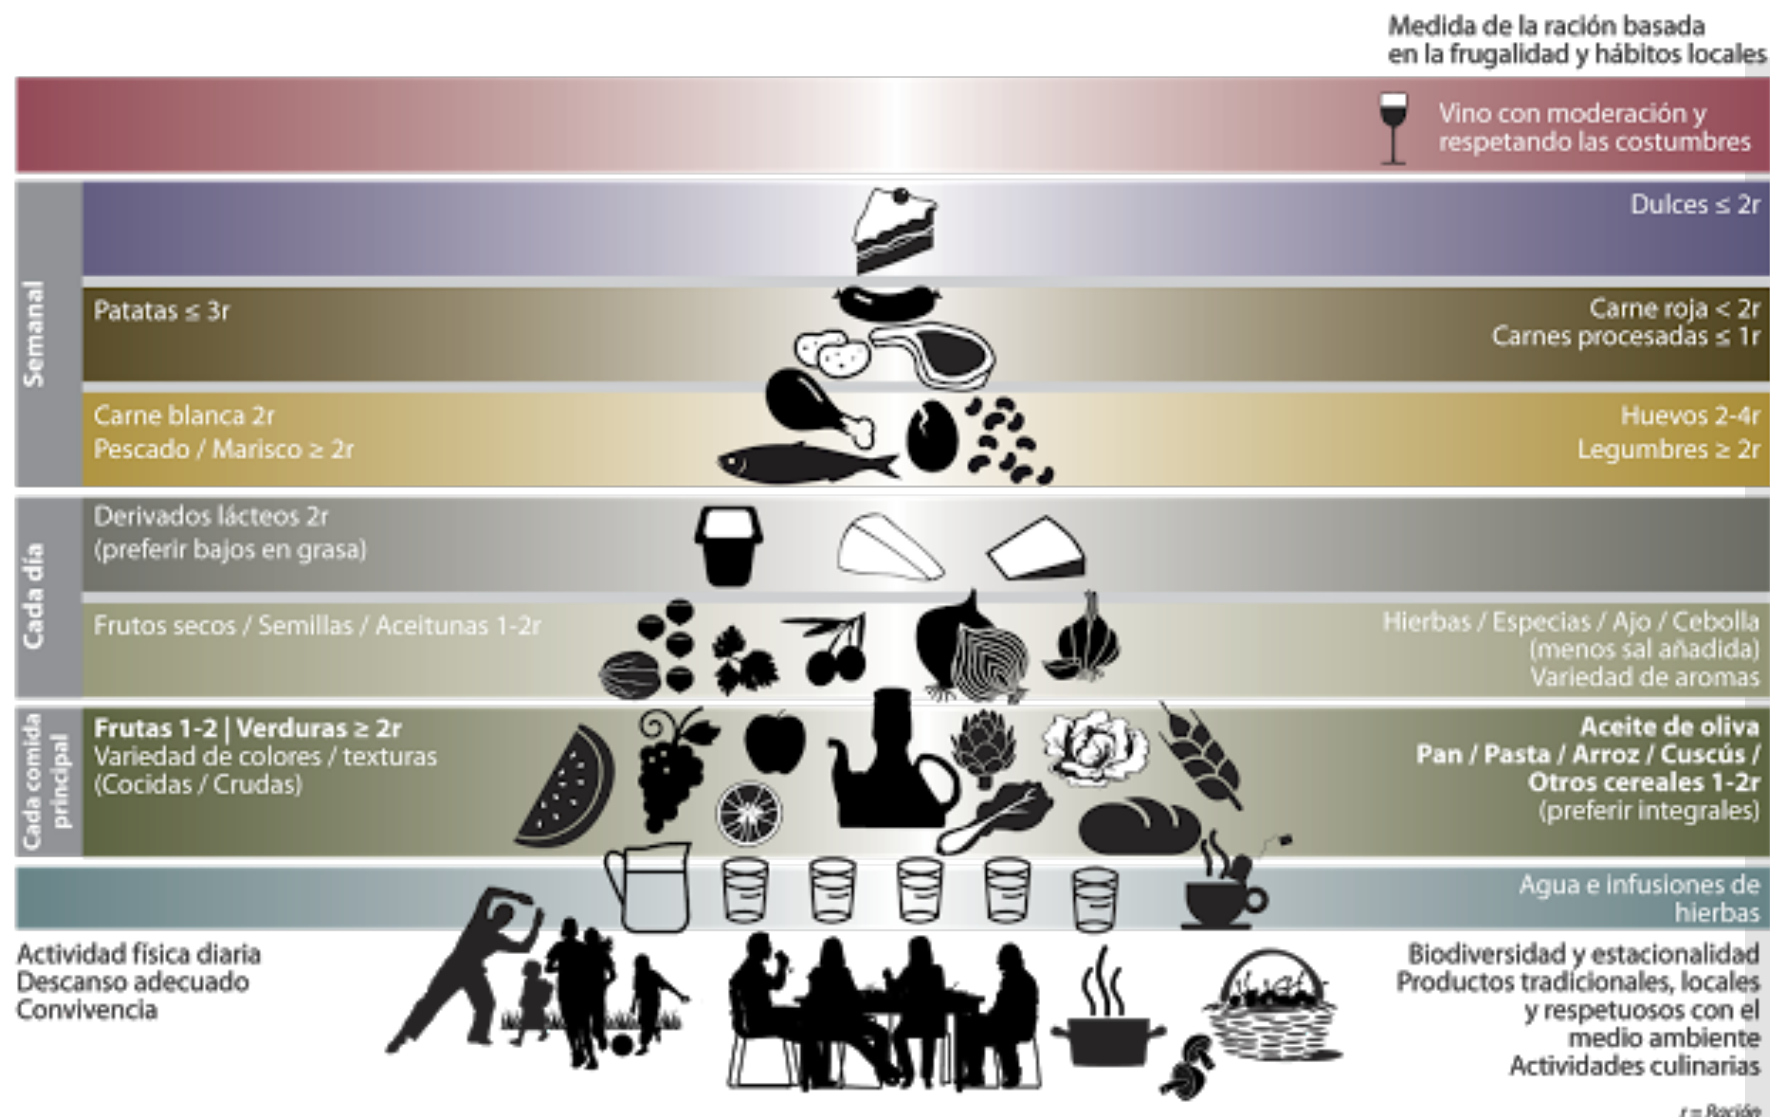 Medida de la ración basada
en la frugalidad y hábitos locales
Vino con moderación y
respetando las costumbres
Semanal
Dulces ≤ 2r
Patatas ≤ 3r
Carne roja < 2r
Carnes procesadas ≤ 1r
Carne blanca 2r
Pescado / Marisco ≥ 2r
Huevos 2-4r
Legumbres ≥ 2r
Cada día
Derivados lácteos 2r
(preferir bajos en grasa)
Frutos secos / Semillas / Aceitunas 1-2r
Hierbas / Especias / Ajo / Cebolla
(menos sal añadida)
Variedad de aromas
Cada comida
principal
Frutas 1-2 | Verduras ≥ 2r
Variedad de colores / texturas
(Cocidas / Crudas)
Aceite de oliva
Pan / Pasta / Arroz / Cuscús /
Otros cereales 1-2r
(preferir integrales)
Agua e infusiones de
hierbas
Actividad física diaria
Descanso adecuado
Convivencia
Biodiversidad y estacionalidad
Productos tradicionales, locales
y respetuosos con el
medio ambiente
Actividades culinarias
r = Ración